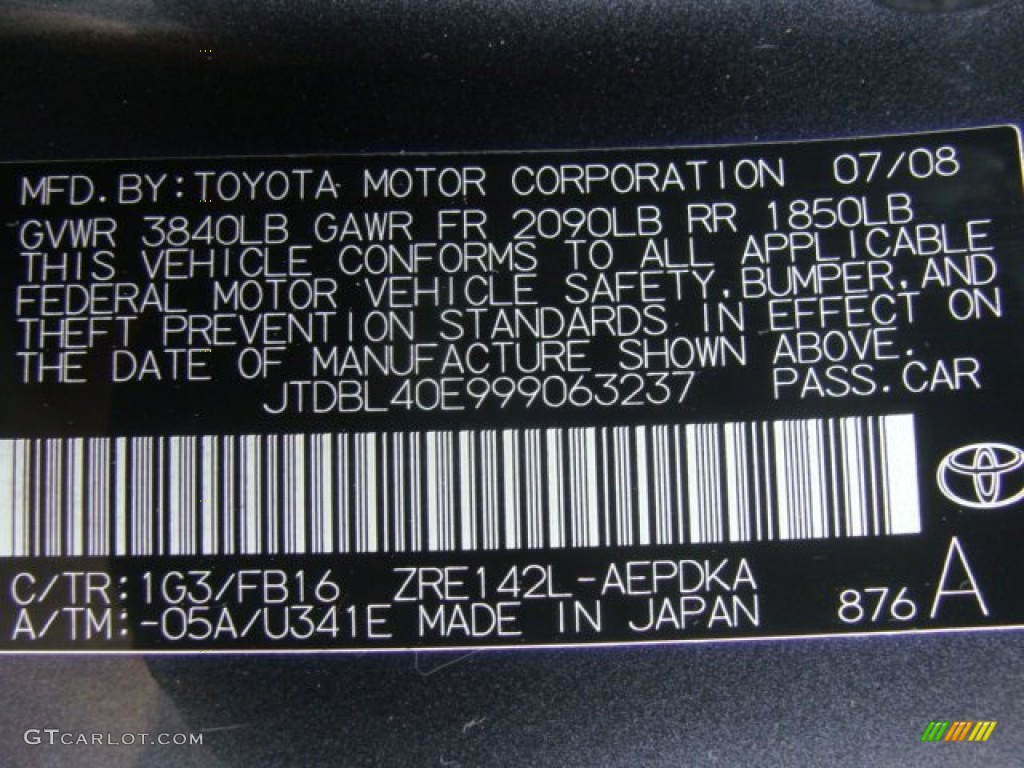 MFD. BY: TOYOTA MOTOR CORPORATION 07/08
GVWR 3840LB GAWR FR 2090LB RR 1850LB
THIS VEHICLE CONFORMS TO ALL APPLICABLE
FEDERAL MOTOR VEHICLE SAFETY, BUMPER, AND
THEFT PREVENTION STANDARDS IN EFFECT ON
THE DATE OF MANUFACTURE SHOWN ABOVE.
JTDBL40E999063237 PASS. CAR
C/TR: 1G3/FB16 ZRE142L-AEPDKA
A/TM: -05A/U341E MADE IN JAPAN 876 A
GTCARLOT.COM